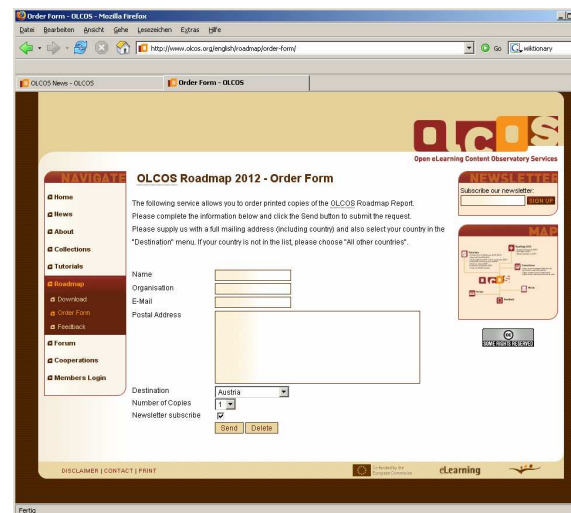 Order Form - OLCOS - Mozilla Firefox
Datei Bearbeiten Ansicht Gehe Lesezeichen Extras Hilfe
http://www.olcos.org/english/roadmap/order-form/ Go wiktionary
OLCOS News - OLCOS Order Form - OLCOS
OLCOS
Open eLearning Content Observatory Services
NAVIGATE
Home
News
About
Collections
Tutorials
Roadmap
Download
Order Form
Feedback
Forum
Cooperations
Members Login
OLCOS Roadmap 2012 - Order Form
The following service allows you to order printed copies of the OLCOS Roadmap Report.
Please complete the information below and click the Send button to submit the request.
Please supply us with a full mailing address (including country) and also select your country in the
"Destination" menu. If your country is not in the list, please choose "All other countries".
Name
Organisation
E-Mail
Postal Address
Destination Austria
Number of Copies 1
Newsletter subscribe
Send Delete
NEWSLETTER
Subscribe our newsletter:
SIGN UP
MAP
SOME RIGHTS RESERVED
DISCLAIMER | CONTACT | PRINT
Co-funded by the
European Commission
eLearning
Fertig